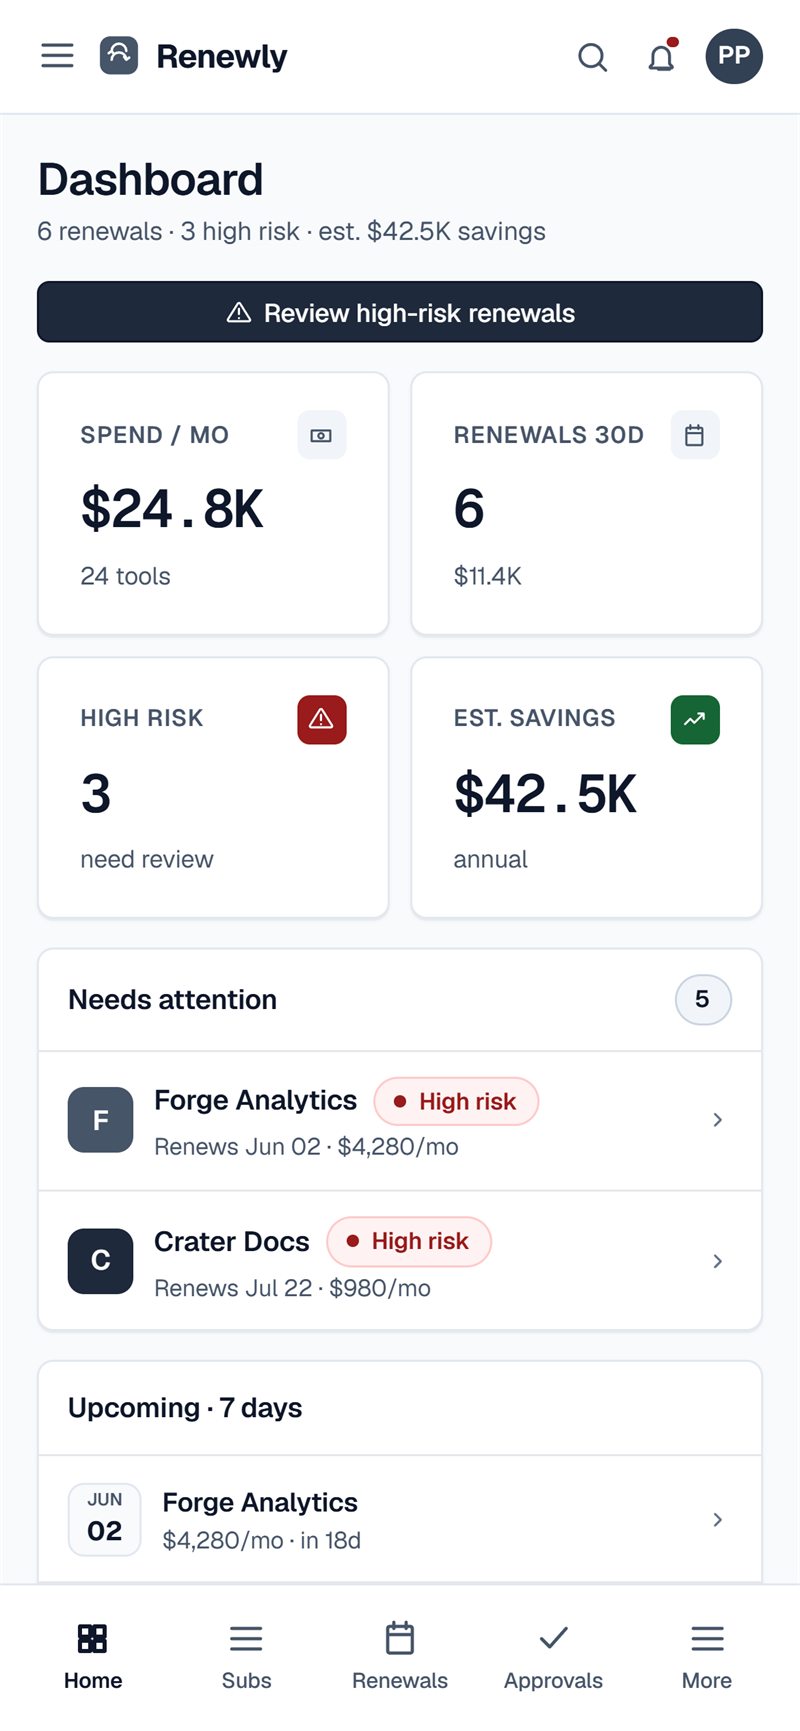 Renewly
PP
Dashboard
6 renewals · 3 high risk · est. $42.5K savings
Review high-risk renewals
SPEND / MO
$24.8K
24 tools
RENEWALS 30D
6
$11.4K
HIGH RISK
3
need review
EST. SAVINGS
$42.5K
annual
Needs attention
5
F
Forge Analytics
High risk
Renews Jun 02 · $4,280/mo
C
Crater Docs
High risk
Renews Jul 22 · $980/mo
Upcoming · 7 days
JUN
02
Forge Analytics
$4,280/mo · in 18d
Home
Subs
Renewals
Approvals
More